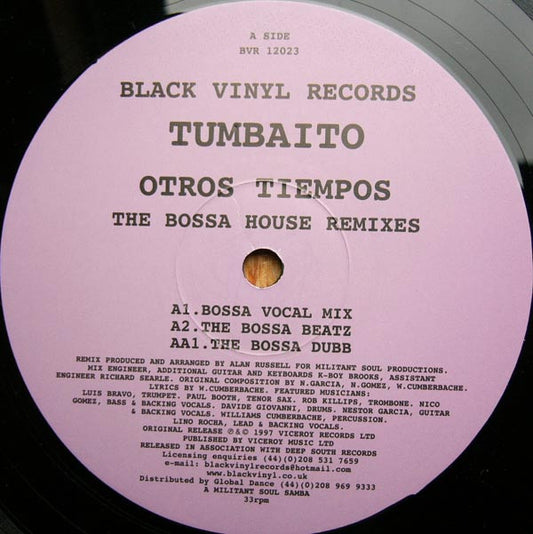 A SIDE
BVR 12023
BLACK VINYL RECORDS
TUMBAITO
OTROS TIEMPOS
THE BOSSA HOUSE REMIXES
A1.BOSSA VOCAL MIX
A2.THE BOSSA BEATZ
AA1.THE BOSSA DUBB
REMIX PRODUCED AND ARRANGED BY ALAN RUSSELL FOR MILITANT SOUL PRODUCTIONS.
MIX ENGINEER, ADDITIONAL GUITAR AND KEYBOARDS K-BOY BROOKS, ASSISTANT
ENGINEER RICHARD SEARLE. ORIGINAL COMPOSITION BY N.GARCIA, N.GOMEZ, W.CUMBERBACHE.
LYRICS BY W.CUMBERBACHE. FEATURED MUSICIANS:
LUIS BRAVO, TRUMPET. PAUL BOOTH, TENOR SAX. ROB KILLIPS, TROMBONE. NICO
GOMEZ, BASS & BACKING VOCALS. DAVIDE GIOVANNI, DRUMS. NESTOR GARCIA, GUITAR
& BACKING VOCALS. WILLIAMS CUMBERBACHE, PERCUSSION.
LINO ROCHA, LEAD & BACKING VOCALS.
ORIGINAL RELEASE ℗&© 1997 VICEROY RECORDS LTD
PUBLISHED BY VICEROY MUSIC LTD
RELEASED IN ASSOCIATION WITH DEEP SOUTH RECORDS
Licensing enquiries (44)(0)208 531 7659
e-mail: blackvinylrecords@hotmail.com
www.blackvinyl.co.uk
Distributed by Global Dance (44)(0)208 969 9333
A MILITANT SOUL SAMBA
33rpm